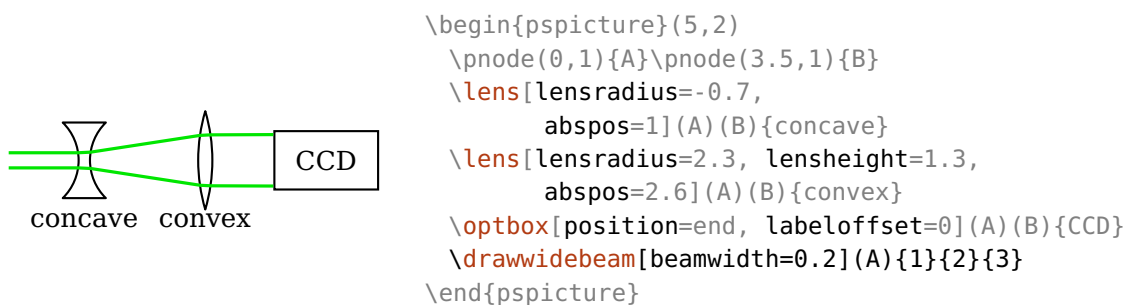 CCD
concave convex
\begin{pspicture}(5,2)
\pnode(0,1){A}\pnode(3.5,1){B}
\lens[lensradius=-0.7,
abspos=1](A)(B){concave}
\lens[lensradius=2.3, lensheight=1.3,
abspos=2.6](A)(B){convex}
\optbox[position=end, labeloffset=0](A)(B){CCD}
\drawwidebeam[beamwidth=0.2](A){1}{2}{3}
\end{pspicture}